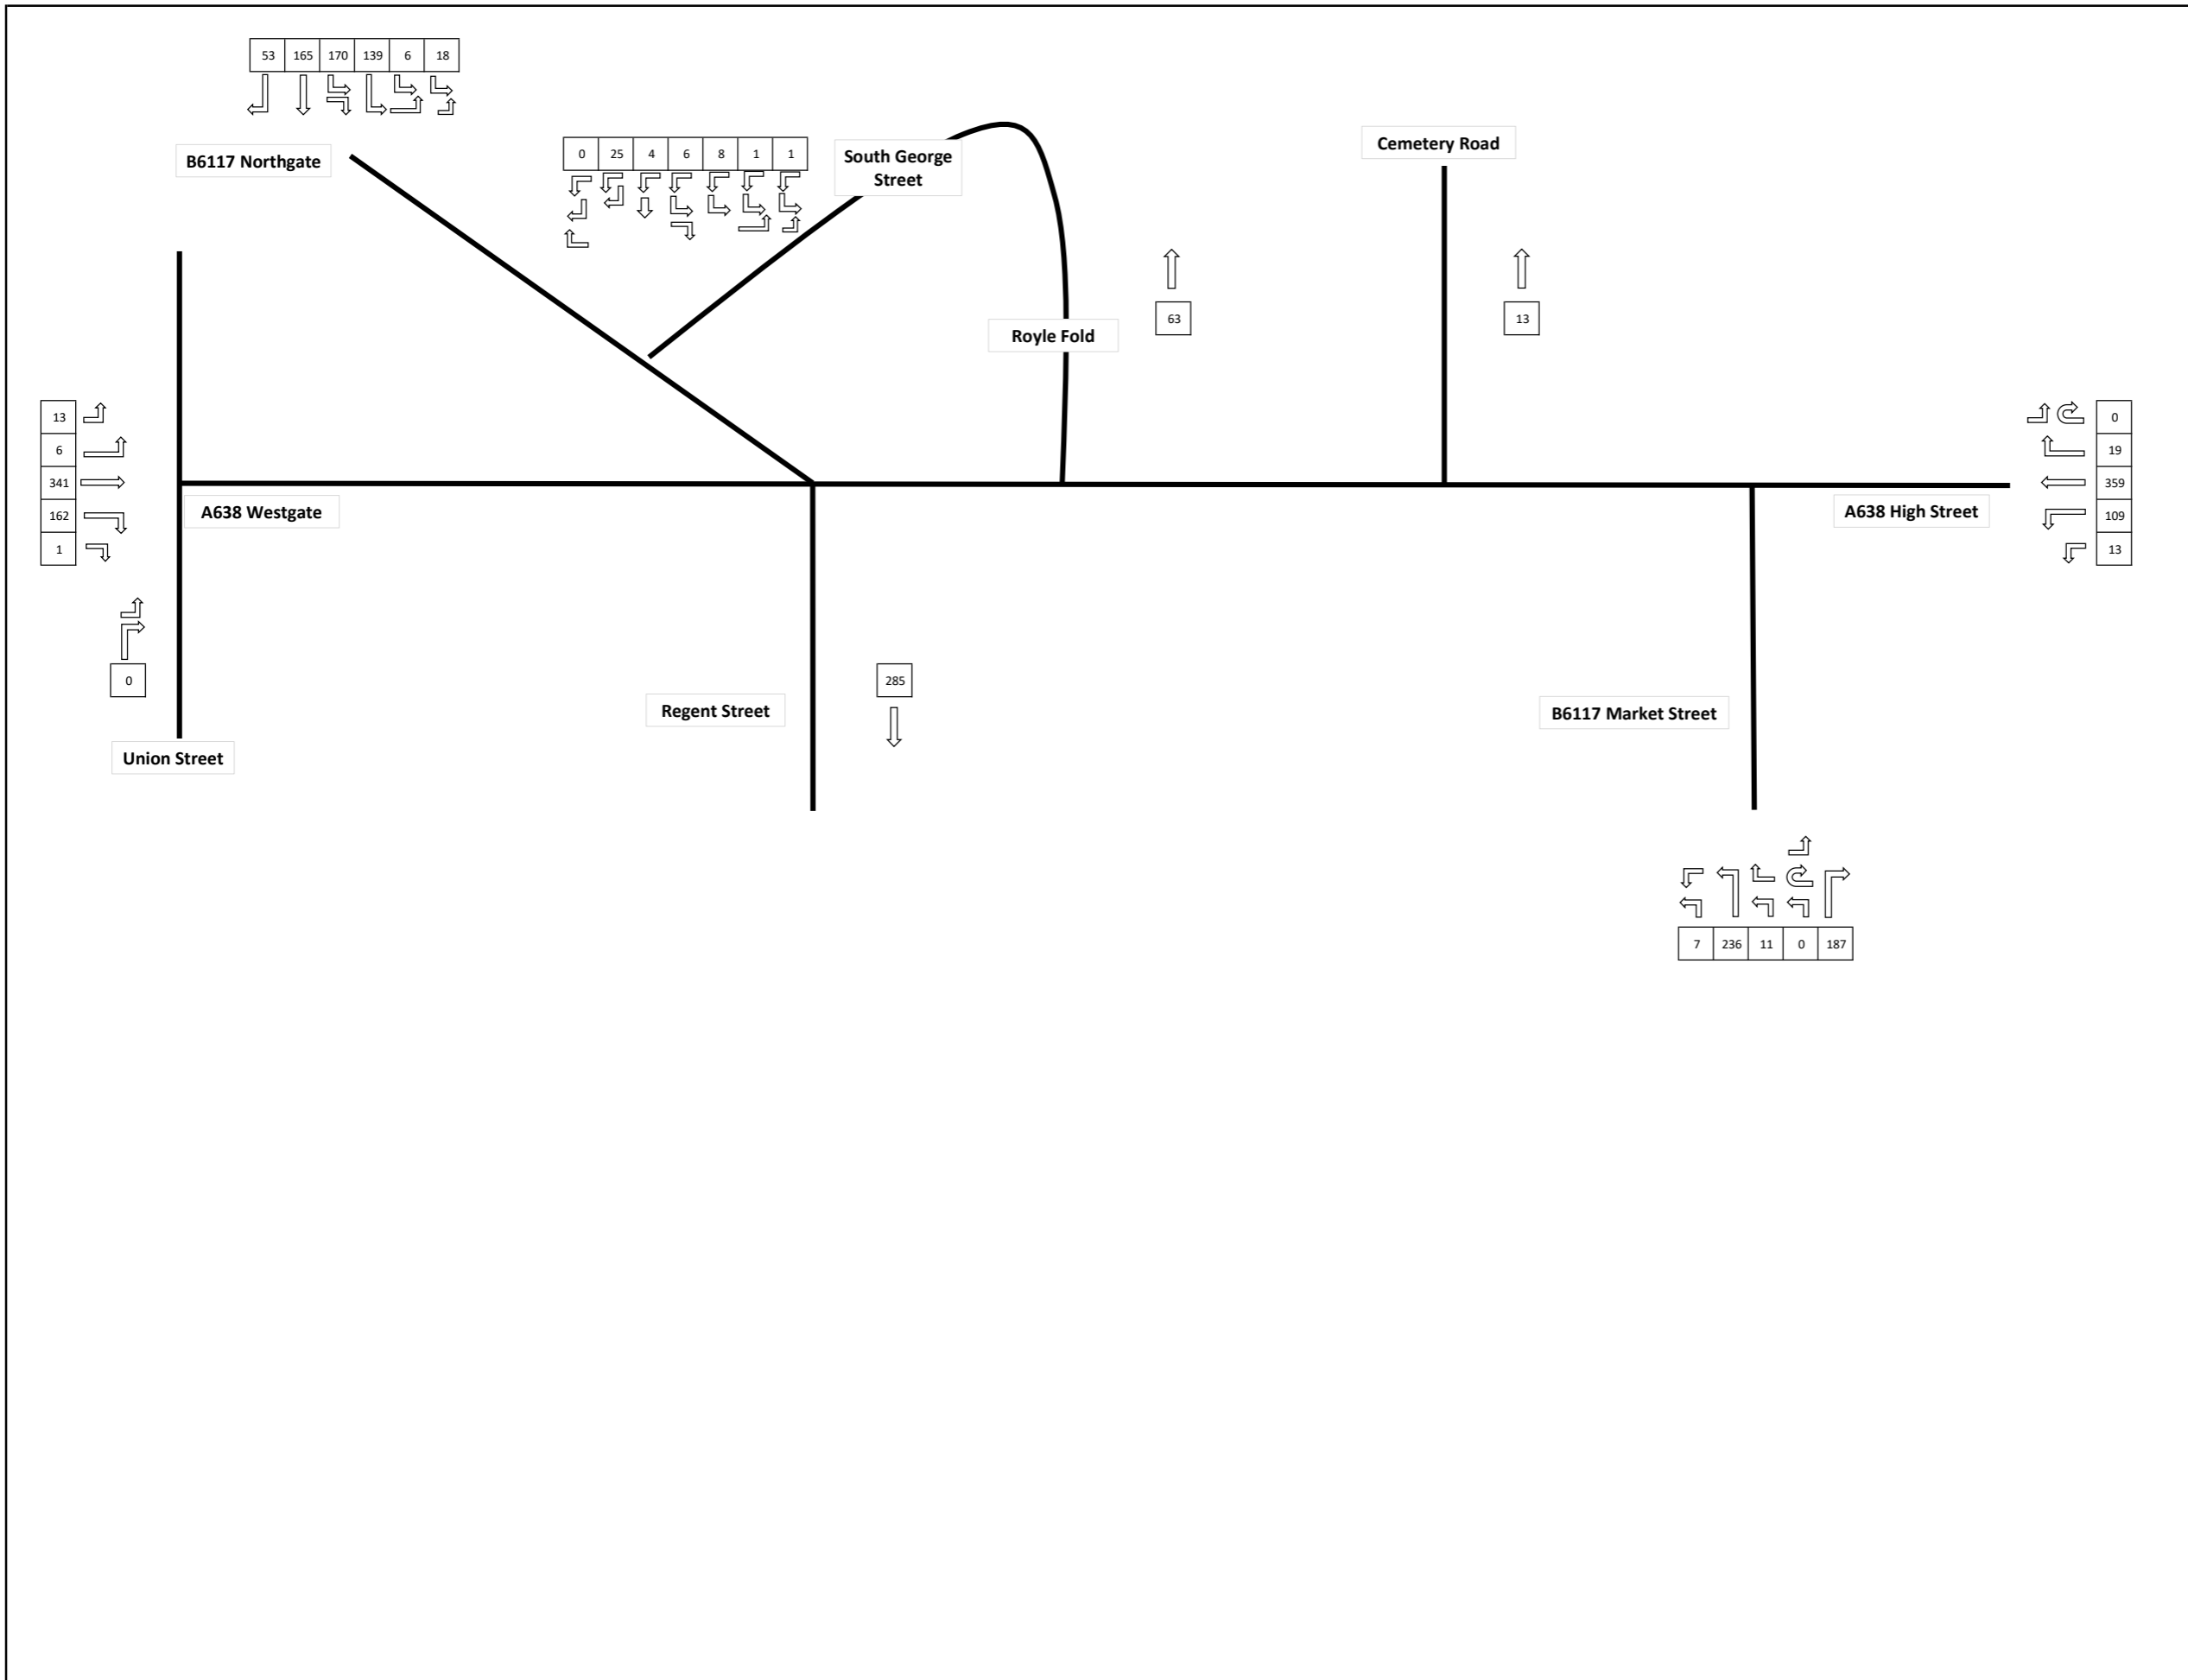 53 165 170 139 6 18
B6117 Northgate
0 25 4 6 8 1 1
South George
Street
Cemetery Road
63
13
Royle Fold
13
6
341
162
1
A638 Westgate
0
19
359
109
13
A638 High Street
0
Union Street
Regent Street
285
B6117 Market Street
7 236 11 0 187